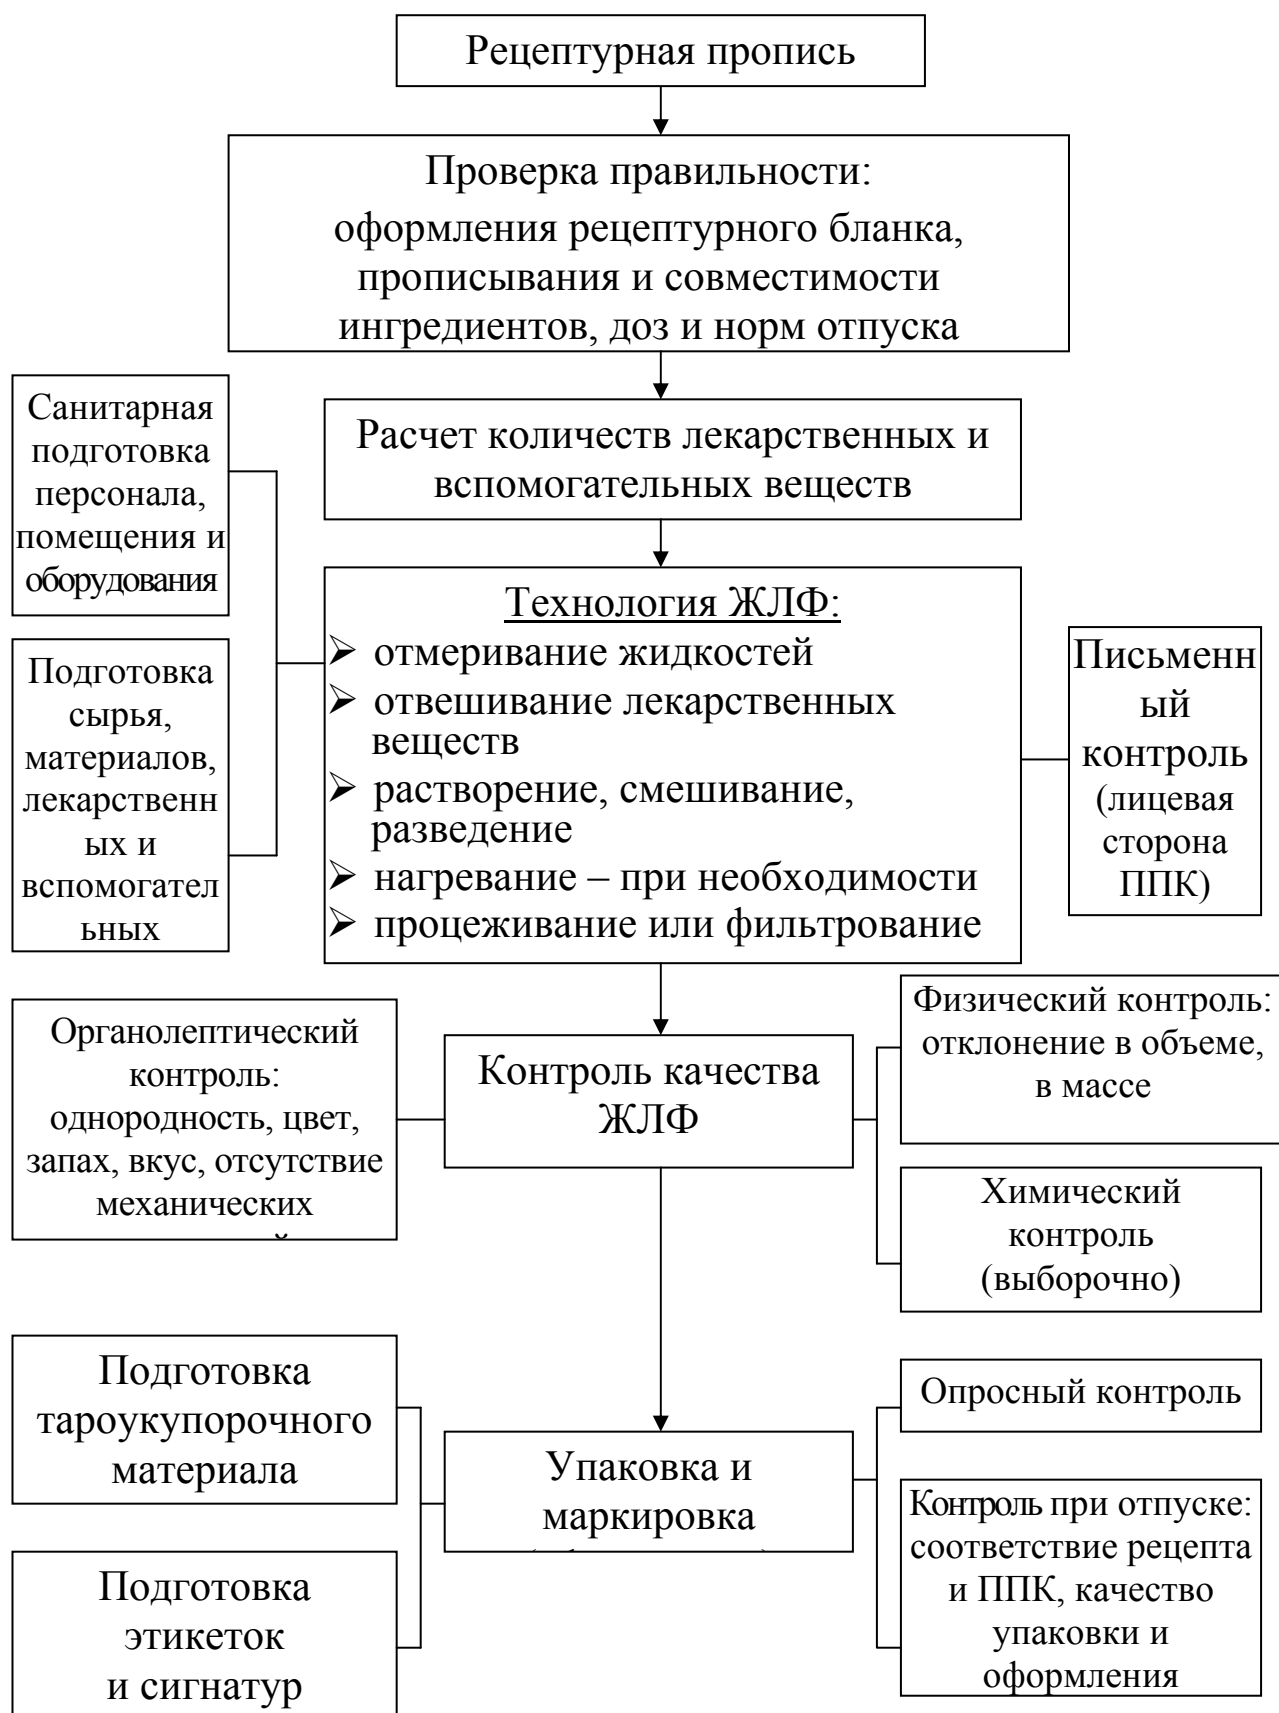 Рецептурная пропись
Проверка правильности:
оформления рецептурного бланка,
прописывания и совместимости
ингредиентов, доз и норм отпуска
Санитарная
подготовка
персонала,
помещения и
оборудования
Расчет количеств лекарственных и
вспомогательных веществ
Подготовка
сырья,
материалов,
лекарственн
ых и
вспомогател
ьных
Технология ЖЛФ:
➢ отмеривание жидкостей
➢ отвешивание лекарственных
веществ
➢ растворение, смешивание,
разведение
➢ нагревание – при необходимости
➢ процеживание или фильтрование
Письменн
ый
контроль
(лицевая
сторона
ППК)
Органолептический
контроль:
однородность, цвет,
запах, вкус, отсутствие
механических
Контроль качества
ЖЛФ
Физический контроль:
отклонение в объеме,
в массе
Химический
контроль
(выборочно)
Подготовка
тароукупорочного
материала
Подготовка
этикеток
и сигнатур
Упаковка и
маркировка
Опросный контроль
Контроль при отпуске:
соответствие рецепта
и ППК, качество
упаковки и
оформления